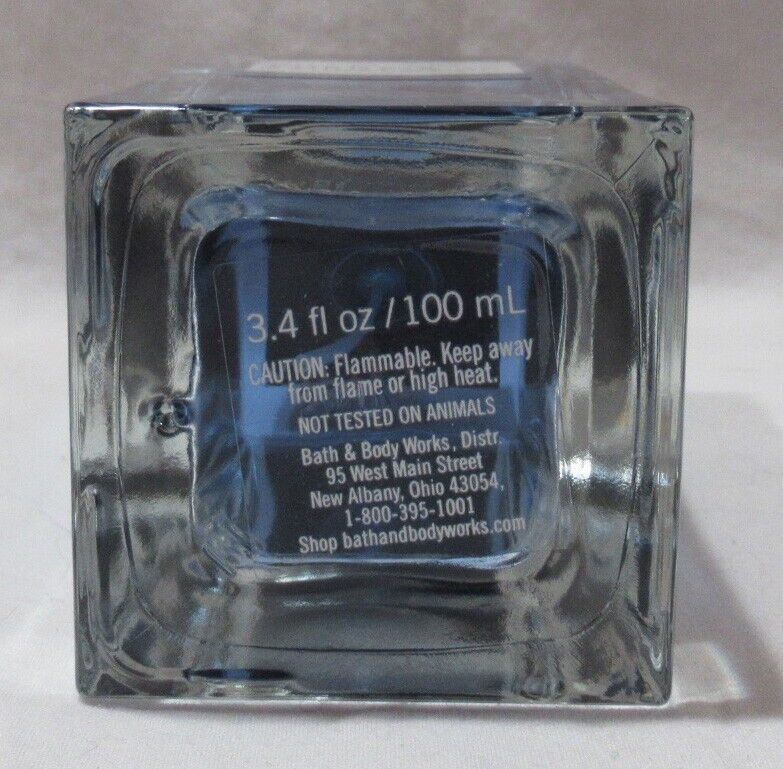 3.4 fl oz / 100 mL
CAUTION: Flammable. Keep away
from flame or high heat.
NOT TESTED ON ANIMALS
Bath & Body Works, Distr.
95 West Main Street
New Albany, Ohio 43054,
1-800-395-1001
Shop bathandbodyworks.com